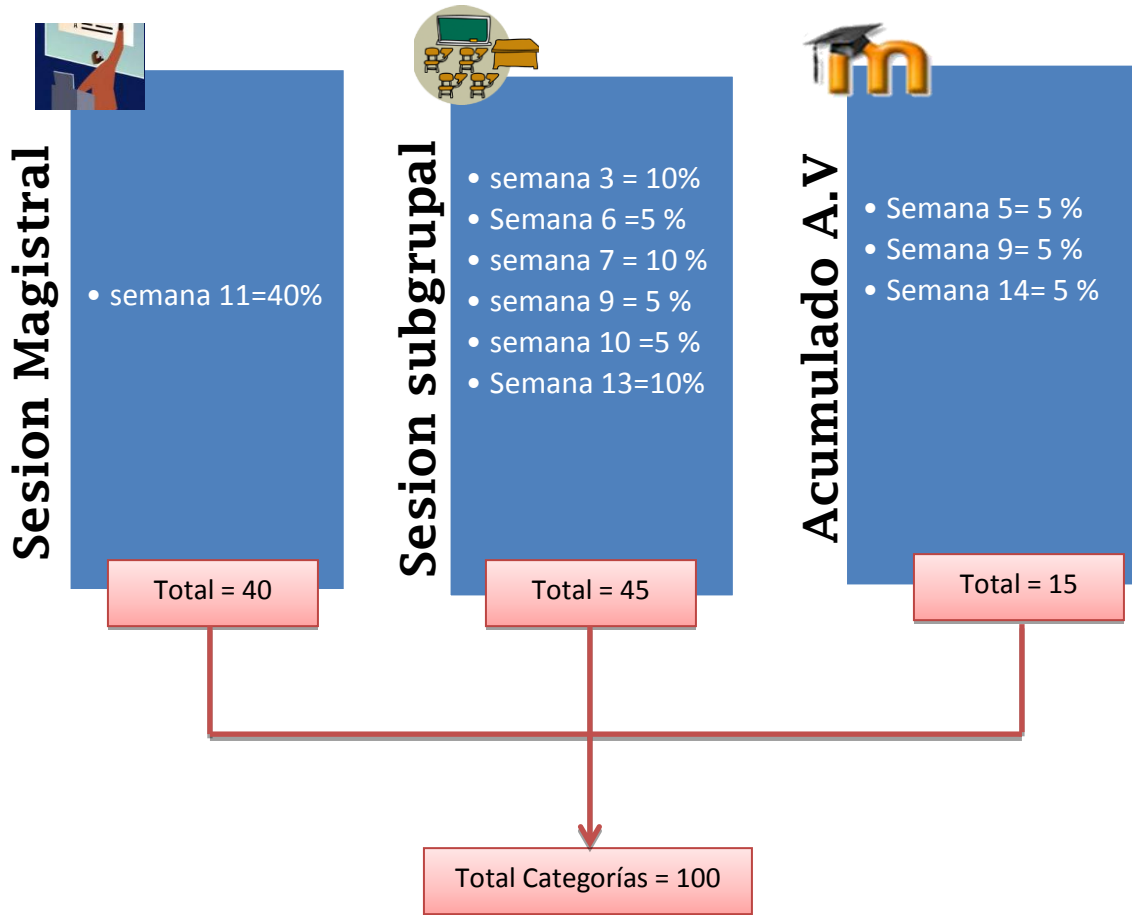 Sesion Magistral
• semana 11=40%
Total = 40
Sesion subgrupal
• semana 3 = 10%
• Semana 6 =5 %
• semana 7 = 10 %
• semana 9 = 5 %
• semana 10 =5 %
• Semana 13=10%
Total = 45
m
Acumulado A.V
• Semana 5= 5 %
• Semana 9= 5 %
• Semana 14= 5 %
Total = 15
Total Categorías = 100